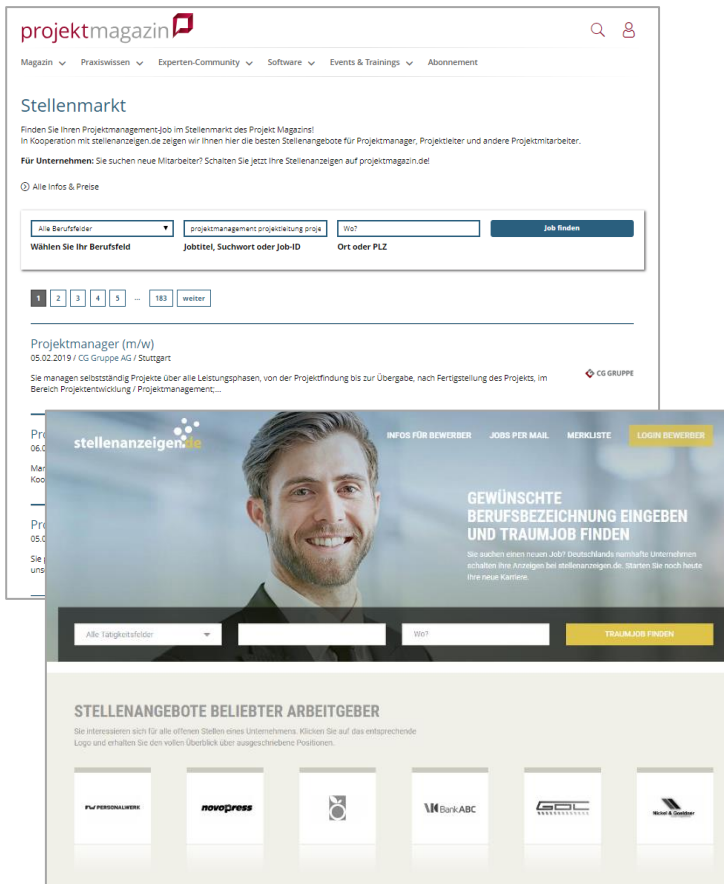 projektmagazin
Magazin Praxiswissen Experten-Community Software Events & Trainings Abonnement
Stellenmarkt
Finden Sie Ihren Projektmanagement-Job im Stellenmarkt des Projekt Magazins!
In Kooperation mit stellenanzeigen.de zeigen wir Ihnen hier die besten Stellenangebote für Projektmanager, Projektleiter und andere Projektmitarbeiter.
Für Unternehmen: Sie suchen neue Mitarbeiter? Schalten Sie jetzt Ihre Stellenanzeigen auf projektmagazin.de!
Alle Infos & Preise
Alle Berufsfelder projektmanagement projektleitung proje Wo? Job finden
Wählen Sie Ihr Berufsfeld Jobtitel, Suchwort oder Job-ID Ort oder PLZ
1 2 3 4 5 ... 183 weiter
Projektmanager (m/w)
05.02.2019 / CG Gruppe AG / Stuttgart
CG GRUPPE
Sie managen selbstständig Projekte über alle Leistungsphasen, von der Projektfindung bis zur Übergabe, nach Fertigstellung des Projekts, im
Bereich Projektentwicklung / Projektmanagement;...
stellenanzeigen.de
INFOS FÜR BEWERBER JOBS PER MAIL MERKLISTE LOGIN BEWERBER
GEWÜNSCHTE
BERUFSBEZEICHNUNG EINGEBEN
UND TRAUMJOB FINDEN
Sie suchen einen neuen Job? Deutschlands namhafte Unternehmen
schalten ihre Anzeigen bei stellenanzeigen.de. Starten Sie noch heute
Ihre neue Karriere.
Alle Tätigkeitsfelder Wo? TRAUMJOB FINDEN
STELLENANGEBOTE BELIEBTER ARBEITGEBER
Sie interessieren sich für alle offenen Stellen eines Unternehmens. Klicken Sie auf das entsprechende
Logo und erhalten Sie den vollen Überblick über ausgeschriebene Positionen.
PERSONALWERK novopress BankABC GDC Nickel & Goeldner